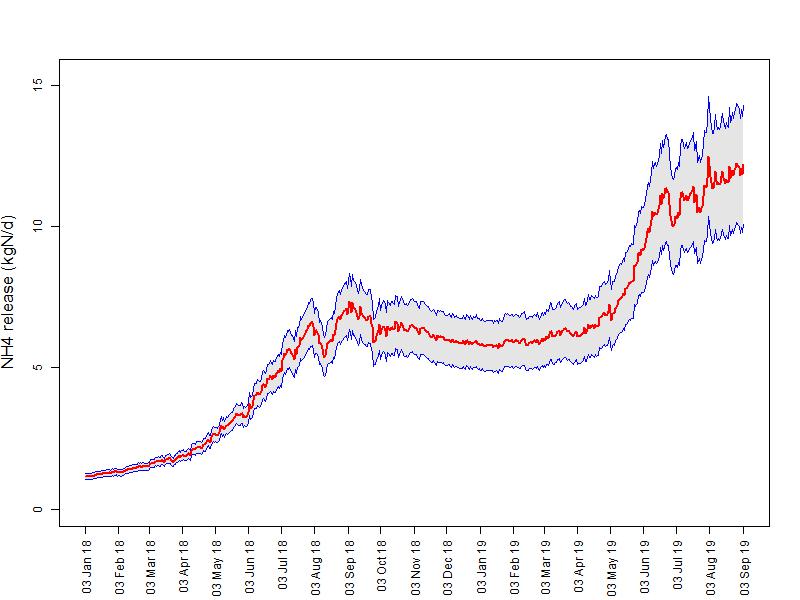 NH4 release (kgN/d)
15
10
5
0
03 Jan 18
03 Feb 18
03 Mar 18
03 Apr 18
03 May 18
03 Jun 18
03 Jul 18
03 Aug 18
03 Sep 18
03 Oct 18
03 Nov 18
03 Dec 18
03 Jan 19
03 Feb 19
03 Mar 19
03 Apr 19
03 May 19
03 Jun 19
03 Jul 19
03 Aug 19
03 Sep 19